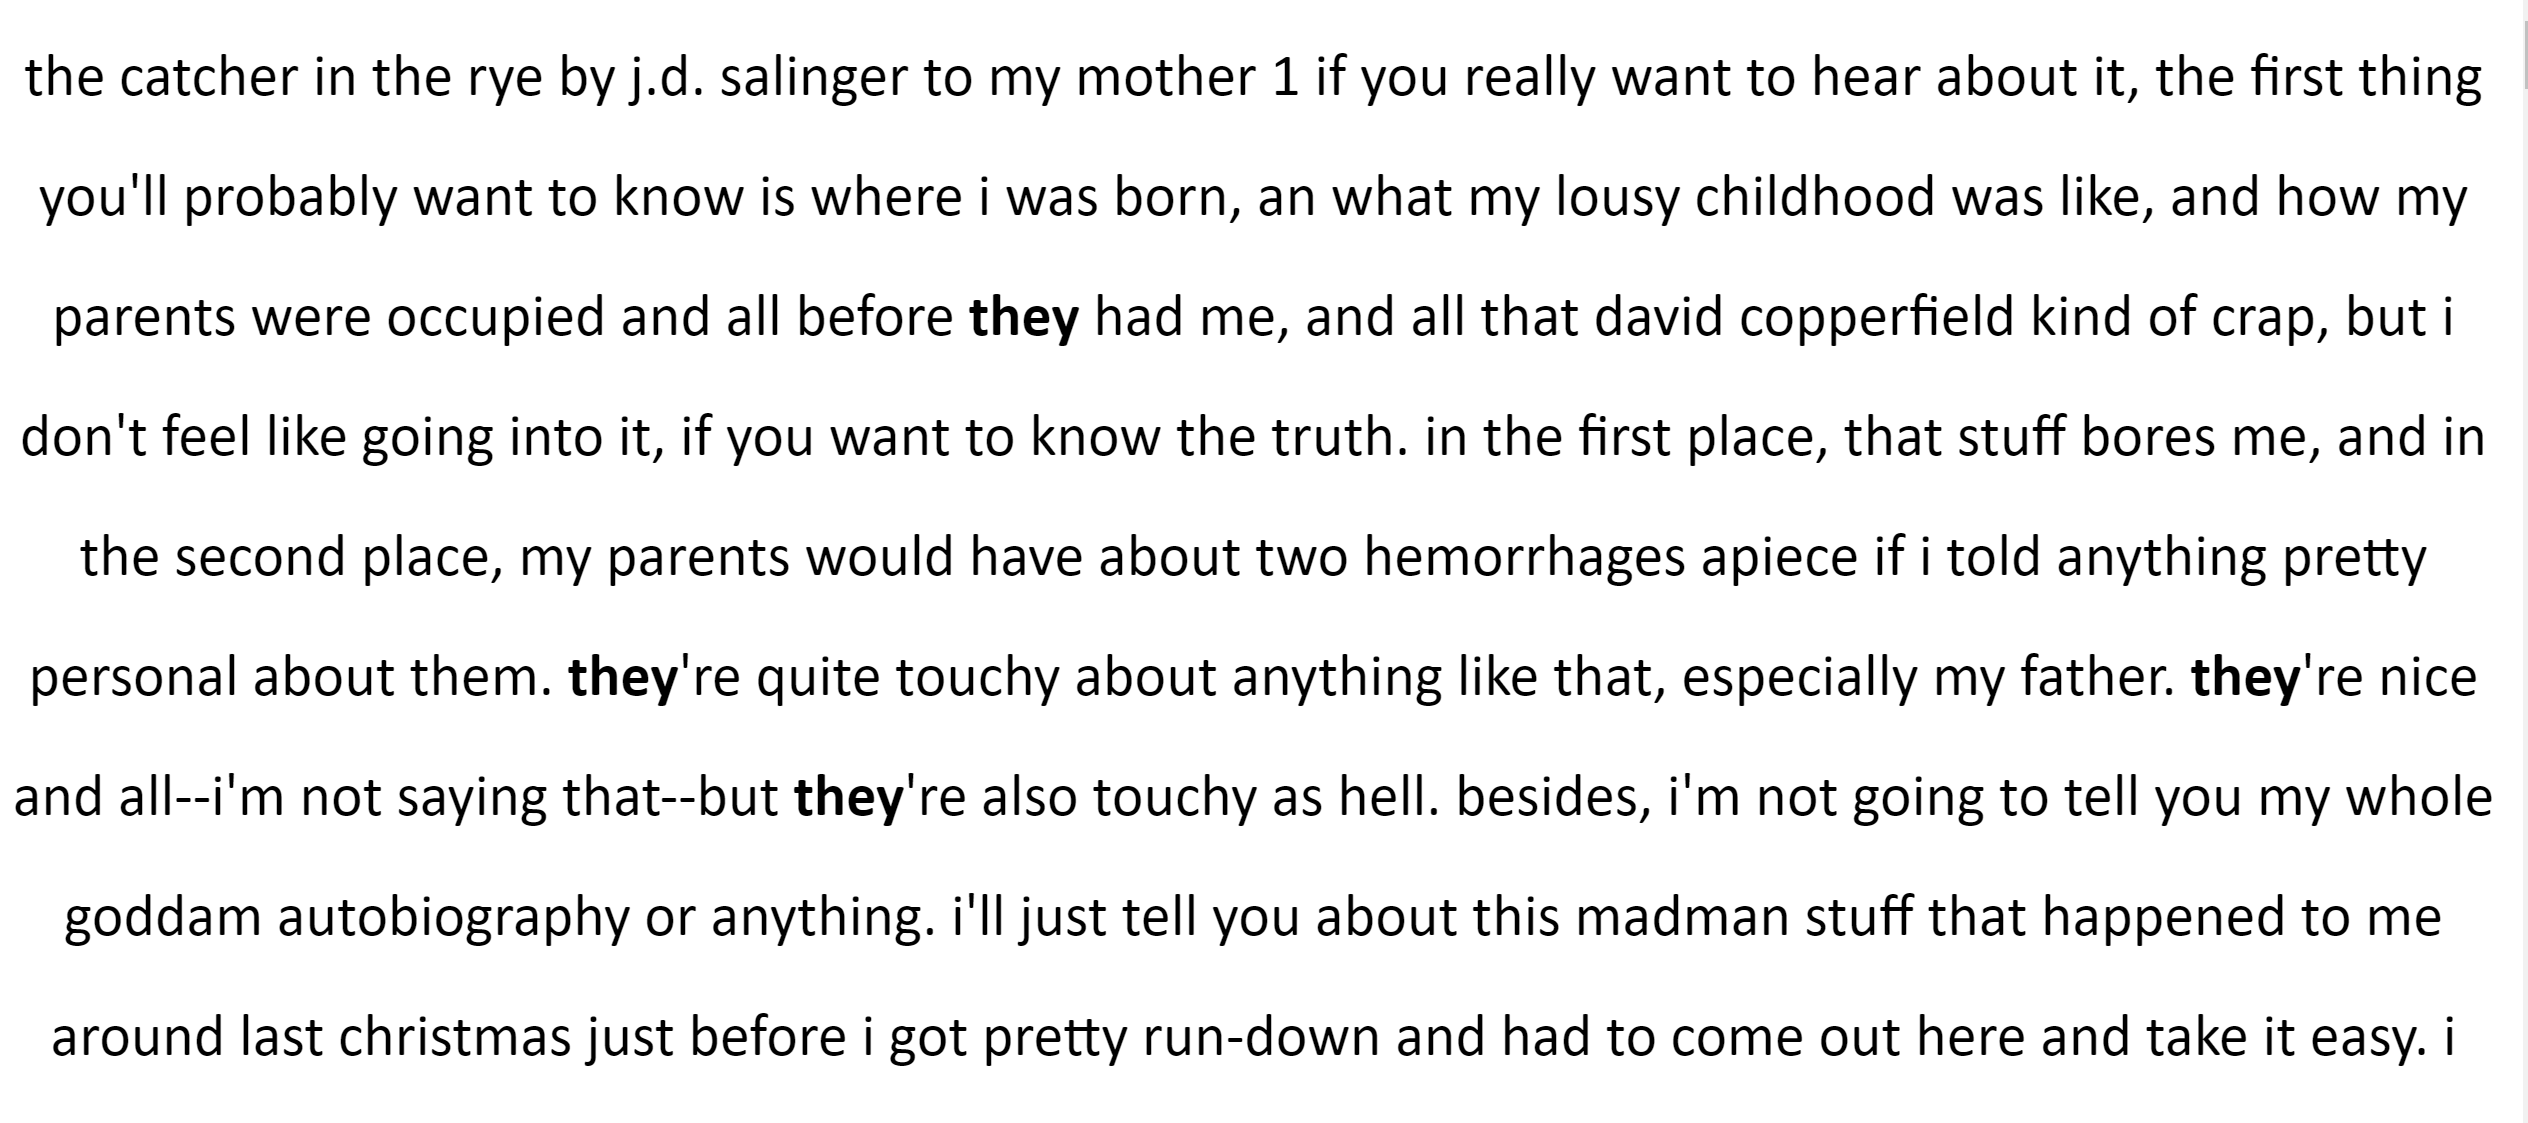 the catcher in the rye by j.d. salinger to my mother 1 if you really want to hear about it, the first thing
you'll probably want to know is where i was born, an what my lousy childhood was like, and how my
parents were occupied and all before they had me, and all that david copperfield kind of crap, but i
don't feel like going into it, if you want to know the truth. in the first place, that stuff bores me, and in
the second place, my parents would have about two hemorrhages apiece if i told anything pretty
personal about them. they're quite touchy about anything like that, especially my father. they're nice
and all--i'm not saying that--but they're also touchy as hell. besides, i'm not going to tell you my whole
goddam autobiography or anything. i'll just tell you about this madman stuff that happened to me
around last christmas just before i got pretty run-down and had to come out here and take it easy. i